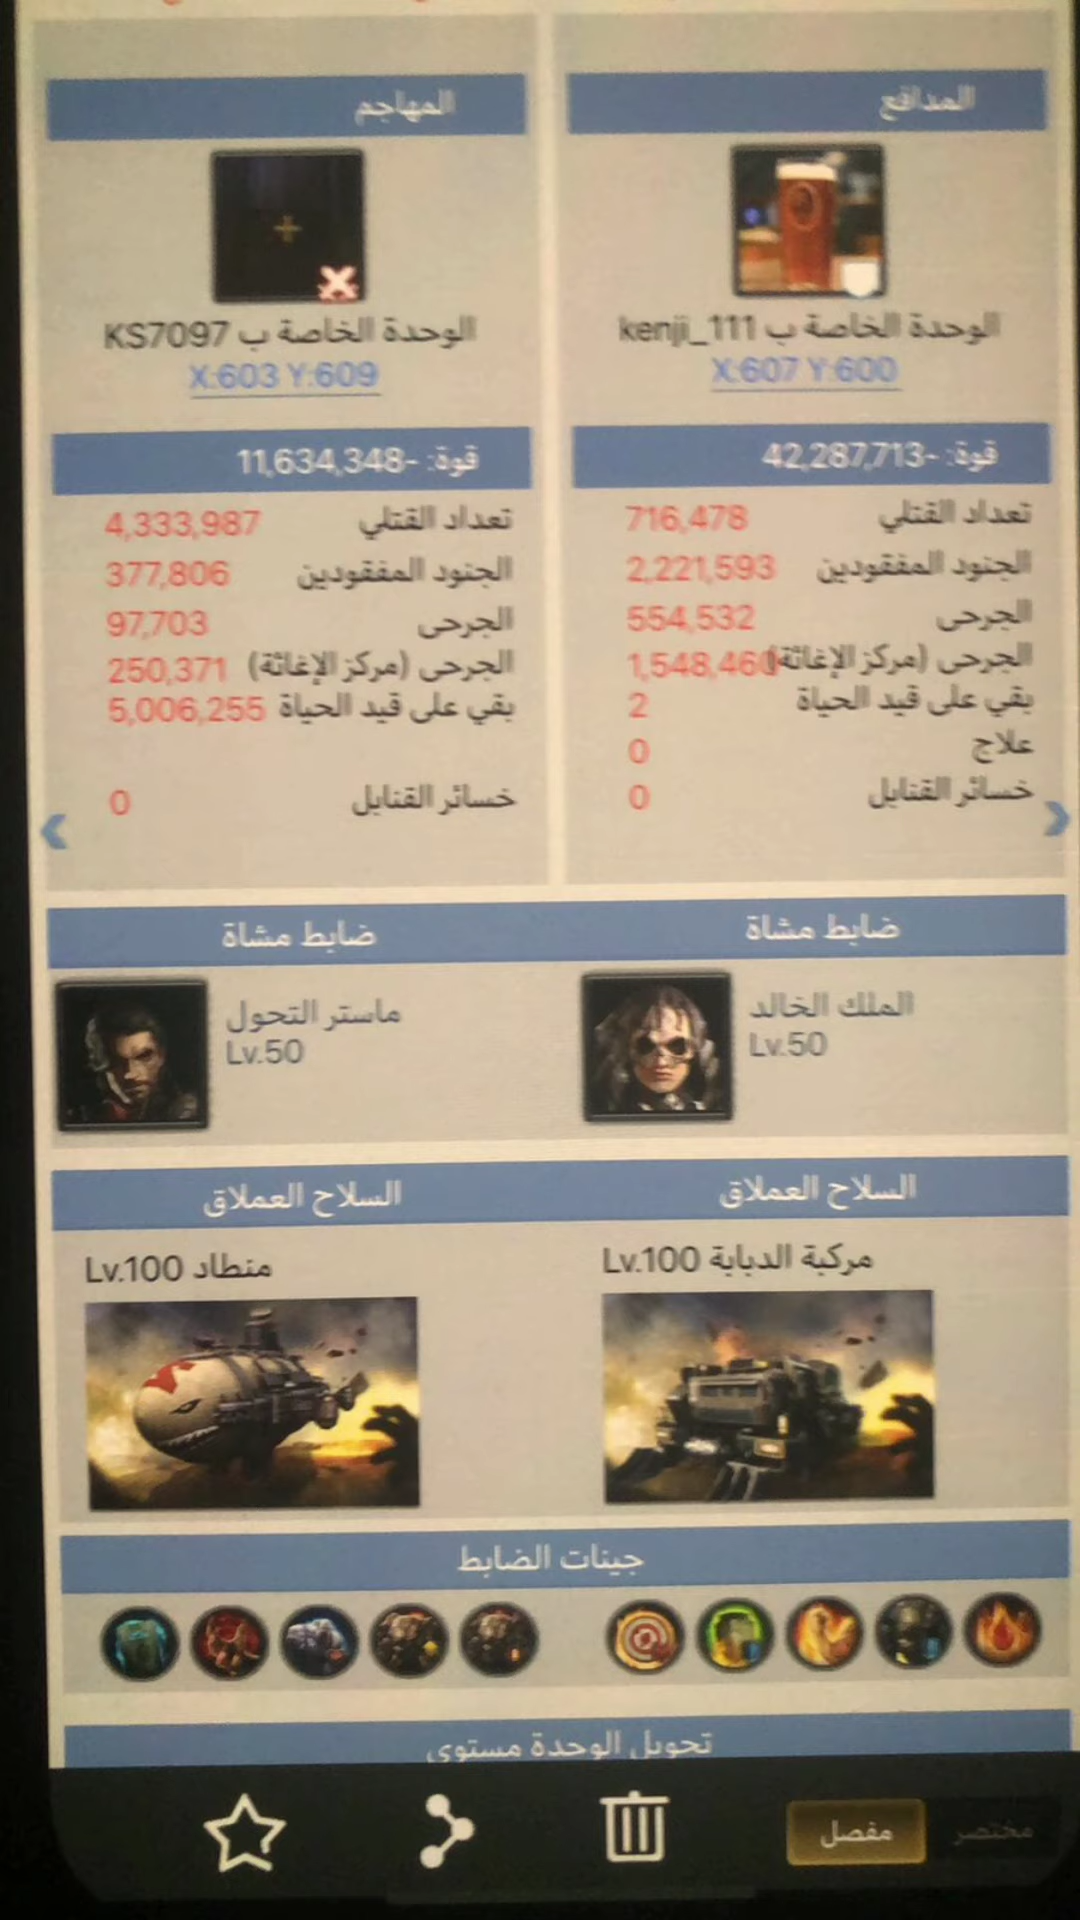 المدافع
المهاجم
الوحدة الخاصة ب kenji_111
X:607 Y:600
الوحدة الخاصة ب KS7097
X:603 Y:609
قوة: -42,287,713
تعداد القتلي 716,478
الجنود المفقودين 2,221,593
الجرحى 554,532
الجرحى (مركز الإغاثة) 1,548,460
بقي على قيد الحياة 2
علاج 0
خسائر القنابل 0
قوة: -11,634,348
تعداد القتلي 4,333,987
الجنود المفقودين 377,806
الجرحى 97,703
الجرحى (مركز الإغاثة) 250,371
بقي على قيد الحياة 5,006,255
خسائر القنابل 0
ضابط مشاة
ضابط مشاة
الملك الخالد
Lv.50
ماستر التحول
Lv.50
السلاح العملاق
السلاح العملاق
مركبة الدبابة Lv.100
منطاد Lv.100
جينات الضابط
تحويل الوحدة مستوى
مختصر
مفصل